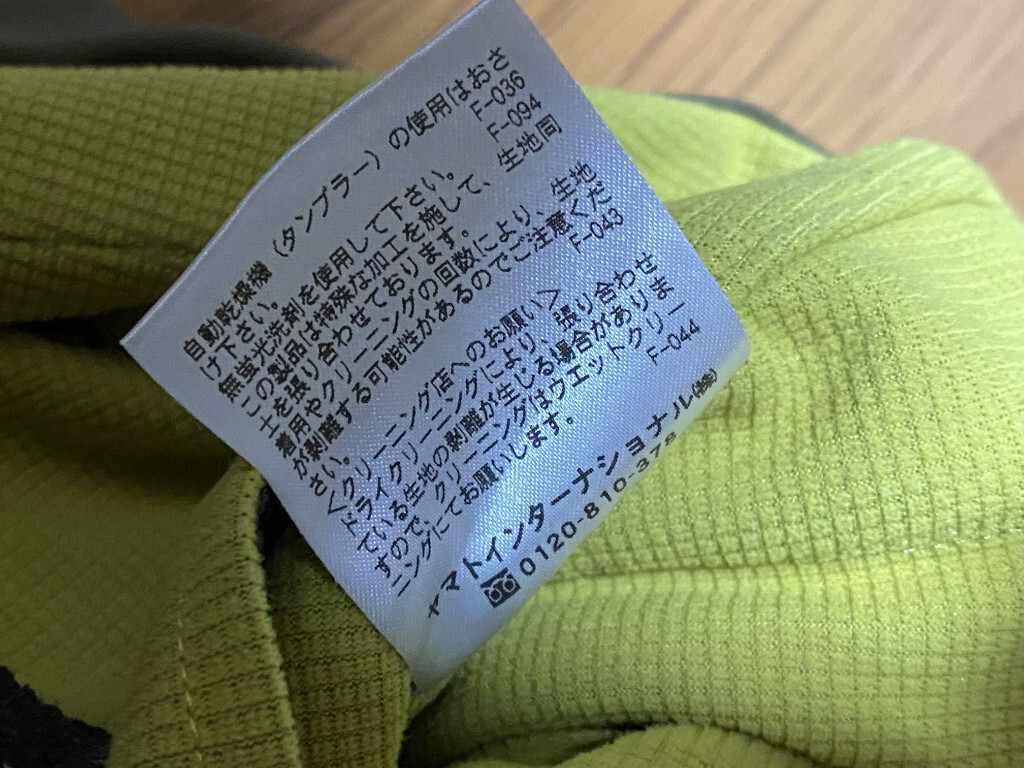 自動乾燥機(タンブラー)の使用はおさ
け下さい。 F-036
無蛍光洗剤を使用して下さい。 F-094
この製品は特殊な加工を施して、生地同
士を張り合わせております。
着用やクリーニングの回数により、生地
が剥離する可能性があるのでご注意くだ
さい。 F-043
<クリーニング店へのお願い>
ドライクリーニングにより、張り合わせ
ている生地の剥離が生じる場合がありま
すので、クリーニングはウエットクリー
ニングにてお願いします。 F-044
ヤマトインターナショナル㈱
0120-810-378